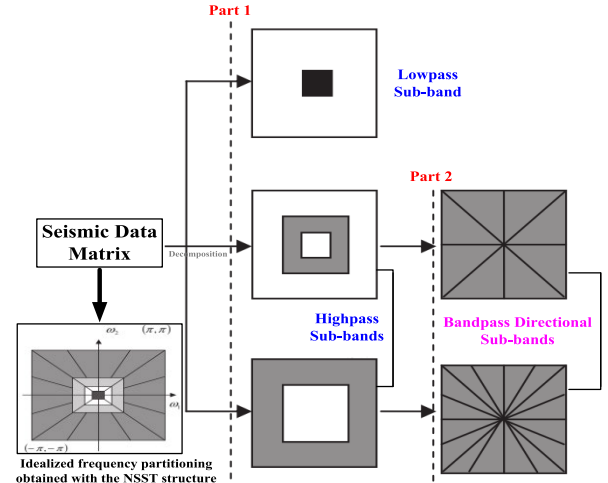 Part 1
Lowpass
Sub-band
Part 2
Seismic Data
Matrix
Decomposition
Highpass
Sub-bands
Bandpass Directional
Sub-bands
ω₂
(π, π)
ω₁
(−π, −π)
Idealized frequency partitioning
obtained with the NSST structure